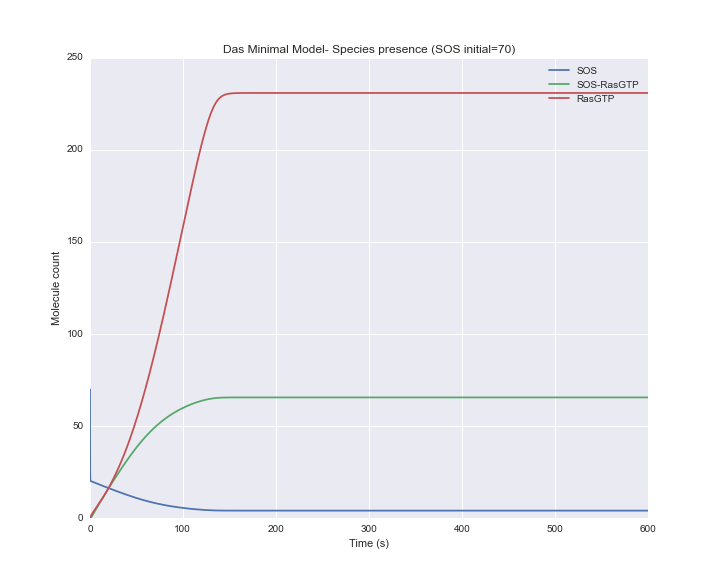 Das Minimal Model- Species presence (SOS initial=70)
250
200
150
100
50
0
Molecule count
SOS
SOS-RasGTP
RasGTP
0 100 200 300 400 500 600
Time (s)